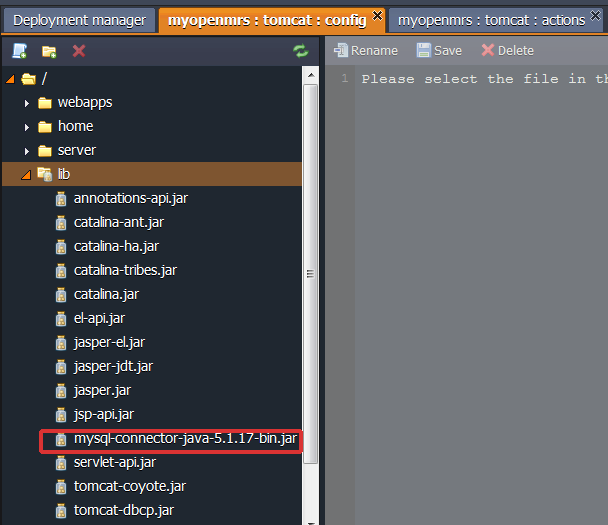 Deployment manager
myopenmrs : tomcat : config
myopenmrs : tomcat : actions
Rename
Save
Delete
/
webapps
home
server
lib
annotations-api.jar
catalina-ant.jar
catalina-ha.jar
catalina-tribes.jar
catalina.jar
el-api.jar
jasper-el.jar
jasper-jdt.jar
jasper.jar
jsp-api.jar
mysql-connector-java-5.1.17-bin.jar
servlet-api.jar
tomcat-coyote.jar
tomcat-dbcp.jar
1 Please select the file in th